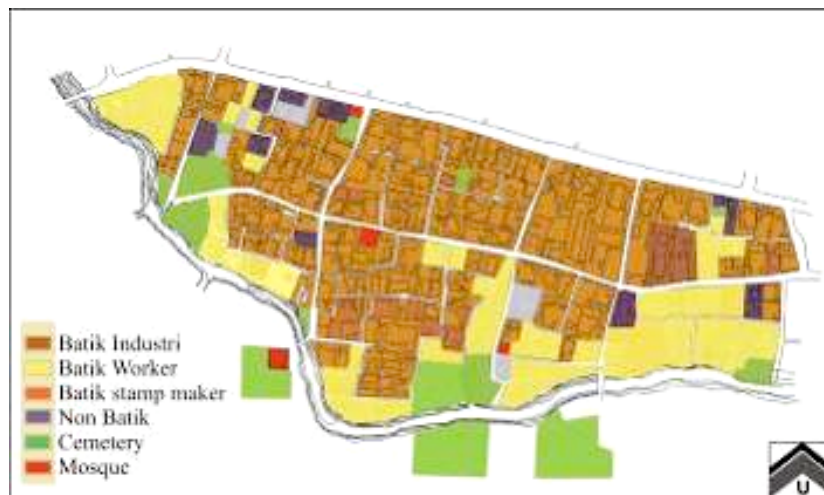 Batik Industri
Batik Worker
Batik stamp maker
Non Batik
Cemetery
Mosque
U